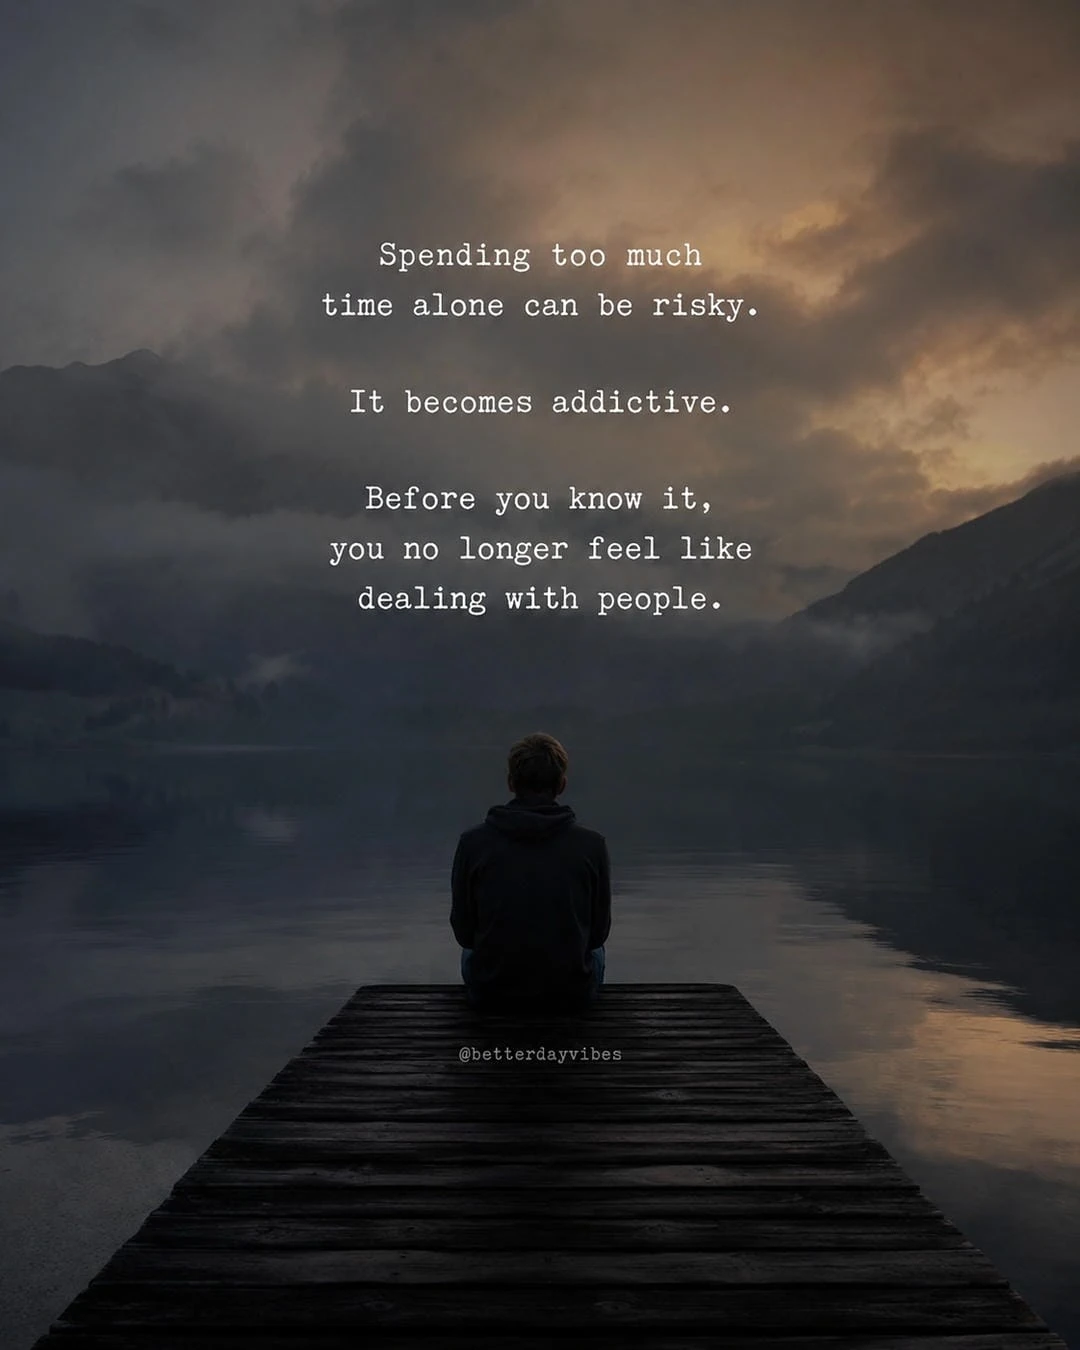 Spending too much
time alone can be risky.
It becomes addictive.
Before you know it,
you no longer feel like
dealing with people.
@betterdayvibes